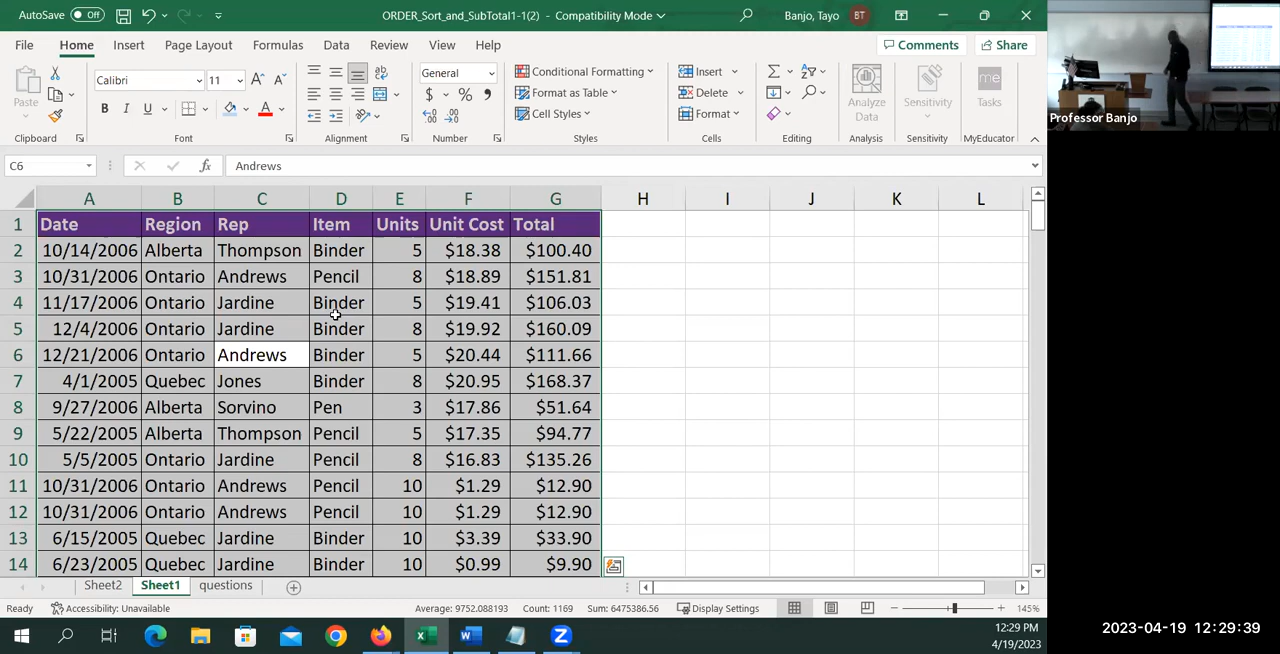 AutoSave Off ORDER_Sort_and_SubTotal1-1(2) - Compatibility Mode Banjo, Tayo BT
File Home Insert Page Layout Formulas Data Review View Help Comments Share
Paste Calibri 11 General Conditional Formatting Format as Table Cell Styles Insert Delete Format Analyze Data Sensitivity Tasks
Clipboard Font Alignment Number Styles Cells Editing Analysis Sensitivity MyEducator
Professor Banjo
C6 fx Andrews
A B C D E F G H I J K L
1 Date Region Rep Item Units Unit Cost Total
2 10/14/2006 Alberta Thompson Binder 5 $18.38 $100.40
3 10/31/2006 Ontario Andrews Pencil 8 $18.89 $151.81
4 11/17/2006 Ontario Jardine Binder 5 $19.41 $106.03
5 12/4/2006 Ontario Jardine Binder 8 $19.92 $160.09
6 12/21/2006 Ontario Andrews Binder 5 $20.44 $111.66
7 4/1/2005 Quebec Jones Binder 8 $20.95 $168.37
8 9/27/2006 Alberta Sorvino Pen 3 $17.86 $51.64
9 5/22/2005 Alberta Thompson Pencil 5 $17.35 $94.77
10 5/5/2005 Ontario Jardine Pencil 8 $16.83 $135.26
11 10/31/2006 Ontario Andrews Pencil 10 $1.29 $12.90
12 10/31/2006 Ontario Andrews Pencil 10 $1.29 $12.90
13 6/15/2005 Quebec Jardine Binder 10 $3.39 $33.90
14 6/23/2005 Quebec Jardine Binder 10 $0.99 $9.90
Sheet2 Sheet1 questions
Ready Accessibility: Unavailable Average: 9752.088193 Count: 1169 Sum: 6475386.56 Display Settings 145%
12:29 PM
4/19/2023
2023-04-19 12:29:39